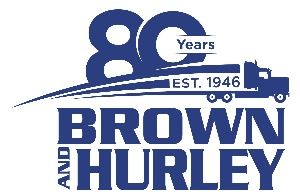 80 Years
EST. 1946
BROWN
AND HURLEY